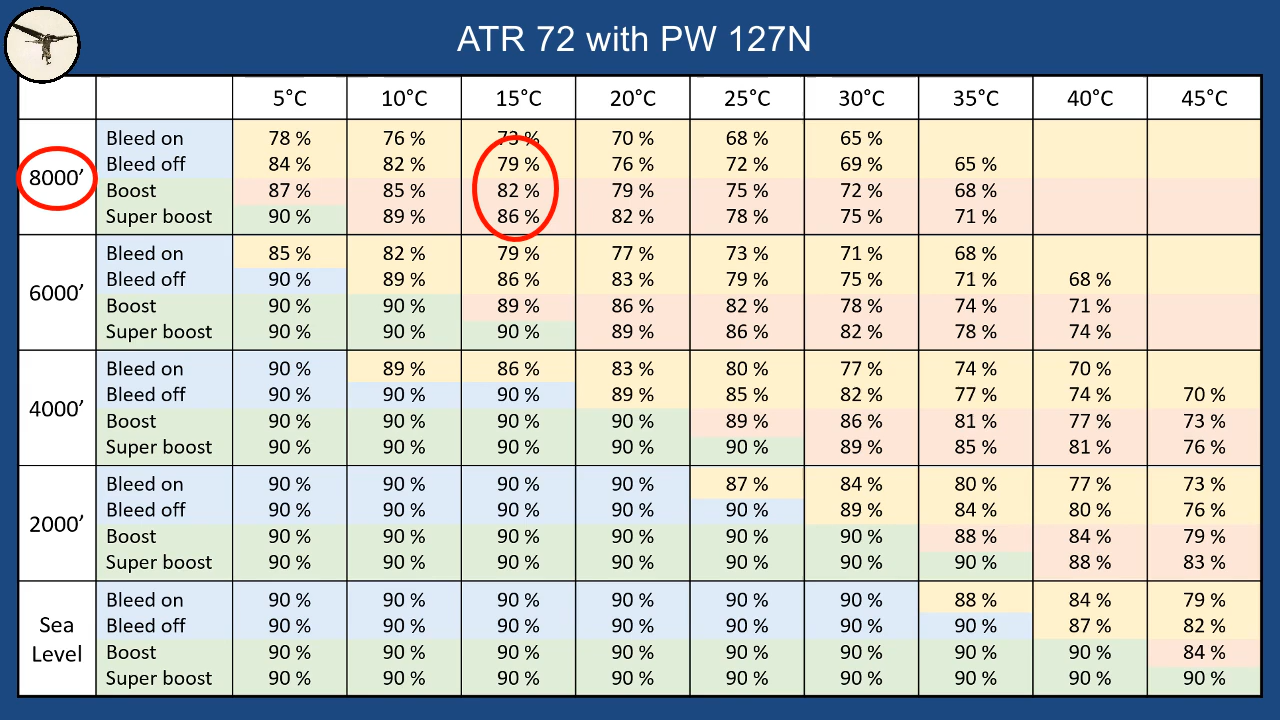 ATR 72 with PW 127N
5°C 10°C 15°C 20°C 25°C 30°C 35°C 40°C 45°C
8000’
Bleed on 78 % 76 % 73 % 70 % 68 % 65 %
Bleed off 84 % 82 % 79 % 76 % 72 % 69 % 65 %
Boost 87 % 85 % 82 % 79 % 75 % 72 % 68 %
Super boost 90 % 89 % 86 % 82 % 78 % 75 % 71 %
6000’
Bleed on 85 % 82 % 79 % 77 % 73 % 71 % 68 %
Bleed off 90 % 89 % 86 % 83 % 79 % 75 % 71 % 68 %
Boost 90 % 90 % 89 % 86 % 82 % 78 % 74 % 71 %
Super boost 90 % 90 % 90 % 89 % 86 % 82 % 78 % 74 %
4000’
Bleed on 90 % 89 % 86 % 83 % 80 % 77 % 74 % 70 %
Bleed off 90 % 90 % 90 % 89 % 85 % 82 % 77 % 74 % 70 %
Boost 90 % 90 % 90 % 90 % 89 % 86 % 81 % 77 % 73 %
Super boost 90 % 90 % 90 % 90 % 90 % 89 % 85 % 81 % 76 %
2000’
Bleed on 90 % 90 % 90 % 90 % 87 % 84 % 80 % 77 % 73 %
Bleed off 90 % 90 % 90 % 90 % 90 % 89 % 84 % 80 % 76 %
Boost 90 % 90 % 90 % 90 % 90 % 90 % 88 % 84 % 79 %
Super boost 90 % 90 % 90 % 90 % 90 % 90 % 90 % 88 % 83 %
Sea
Level
Bleed on 90 % 90 % 90 % 90 % 90 % 90 % 88 % 84 % 79 %
Bleed off 90 % 90 % 90 % 90 % 90 % 90 % 90 % 87 % 82 %
Boost 90 % 90 % 90 % 90 % 90 % 90 % 90 % 90 % 84 %
Super boost 90 % 90 % 90 % 90 % 90 % 90 % 90 % 90 % 90 %